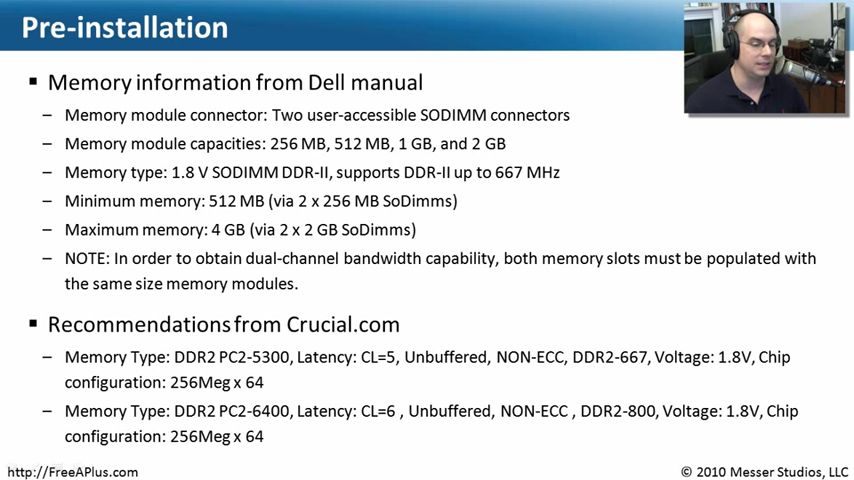 Pre-installation
▪ Memory information from Dell manual
– Memory module connector: Two user-accessible SODIMM connectors
– Memory module capacities: 256 MB, 512 MB, 1 GB, and 2 GB
– Memory type: 1.8 V SODIMM DDR-II, supports DDR-II up to 667 MHz
– Minimum memory: 512 MB (via 2 x 256 MB SoDimms)
– Maximum memory: 4 GB (via 2 x 2 GB SoDimms)
– NOTE: In order to obtain dual-channel bandwidth capability, both memory slots must be populated with
the same size memory modules.
▪ Recommendations from Crucial.com
– Memory Type: DDR2 PC2-5300, Latency: CL=5, Unbuffered, NON-ECC, DDR2-667, Voltage: 1.8V, Chip
configuration: 256Meg x 64
– Memory Type: DDR2 PC2-6400, Latency: CL=6 , Unbuffered, NON-ECC , DDR2-800, Voltage: 1.8V, Chip
configuration: 256Meg x 64
http://FreeAPlus.com
© 2010 Messer Studios, LLC